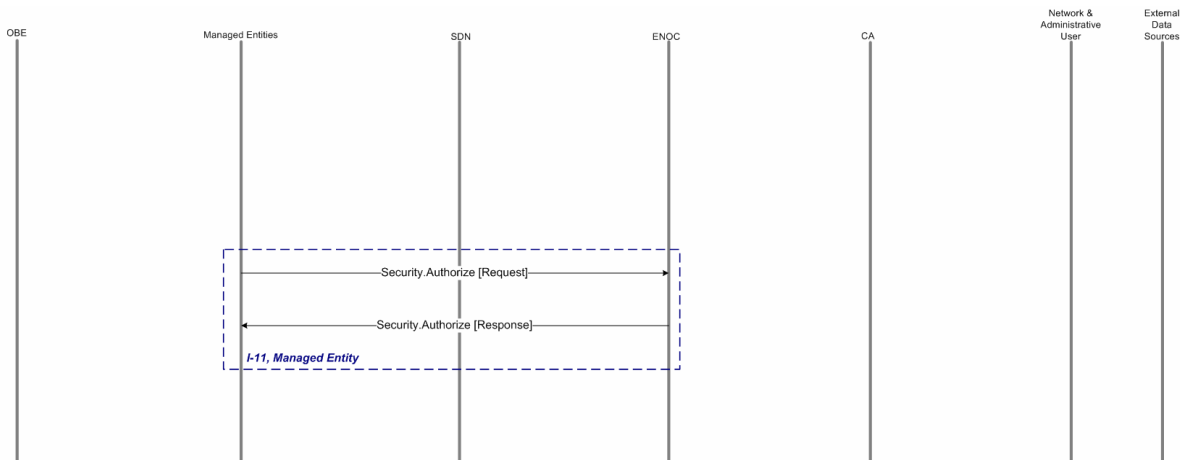 OBE
Managed Entities
SDN
ENOC
CA
Network &
Administrative
User
External
Data
Sources
Security.Authorize [Request]
Security.Authorize [Response]
I-11, Managed Entity